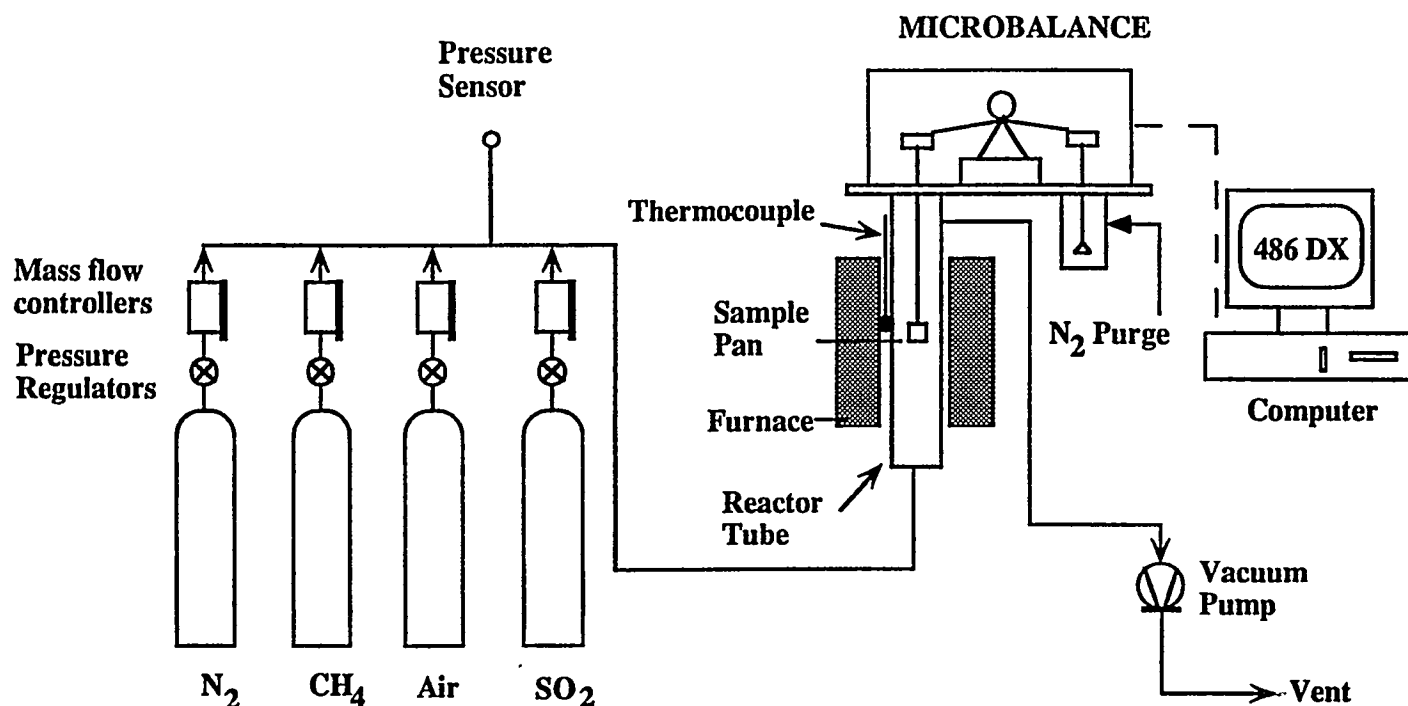 MICROBALANCE
Pressure
Sensor
Thermocouple
486 DX
Mass flow
controllers
Sample
Pan
N₂ Purge
Pressure
Regulators
Computer
Furnace
Reactor
Tube
Vacuum
Pump
N₂
CH₄
Air
SO₂
Vent